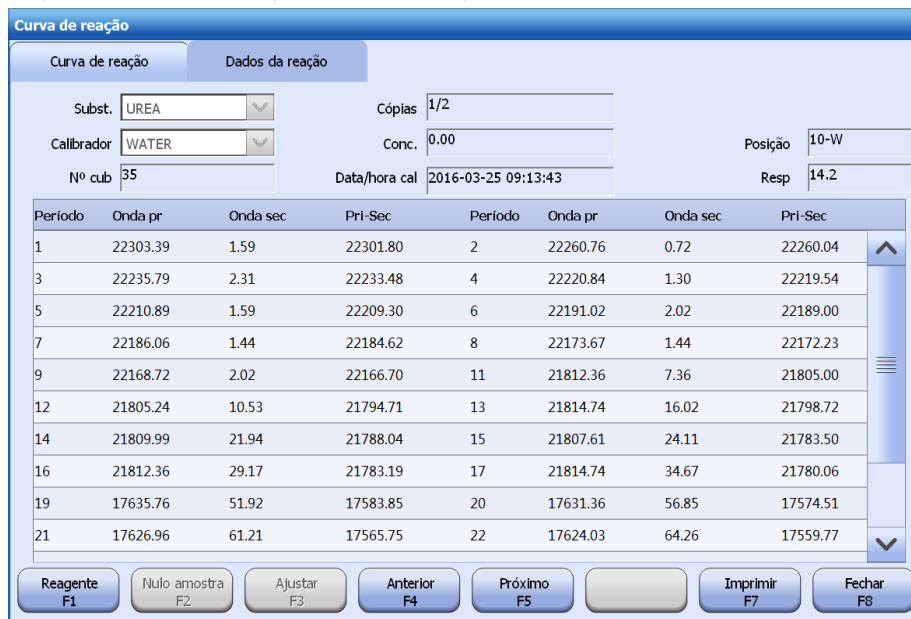 Curva de reação
Curva de reação Dados da reação
Subst. UREA Cópias 1/2
Calibrador WATER Conc. 0.00 Posição 10-W
Nº cub 35 Data/hora cal 2016-03-25 09:13:43 Resp 14.2
Período Onda pr Onda sec Pri-Sec Período Onda pr Onda sec Pri-Sec
1 22303.39 1.59 22301.80 2 22260.76 0.72 22260.04
3 22235.79 2.31 22233.48 4 22220.84 1.30 22219.54
5 22210.89 1.59 22209.30 6 22191.02 2.02 22189.00
7 22186.06 1.44 22184.62 8 22173.67 1.44 22172.23
9 22168.72 2.02 22166.70 11 21812.36 7.36 21805.00
12 21805.24 10.53 21794.71 13 21814.74 16.02 21798.72
14 21809.99 21.94 21788.04 15 21807.61 24.11 21783.50
16 21812.36 29.17 21783.19 17 21814.74 34.67 21780.06
19 17635.76 51.92 17583.85 20 17631.36 56.85 17574.51
21 17626.96 61.21 17565.75 22 17624.03 64.26 17559.77
Reagente Nulo amostra Ajustar Anterior Próximo Imprimir Fechar
F1 F2 F3 F4 F5 F7 F8